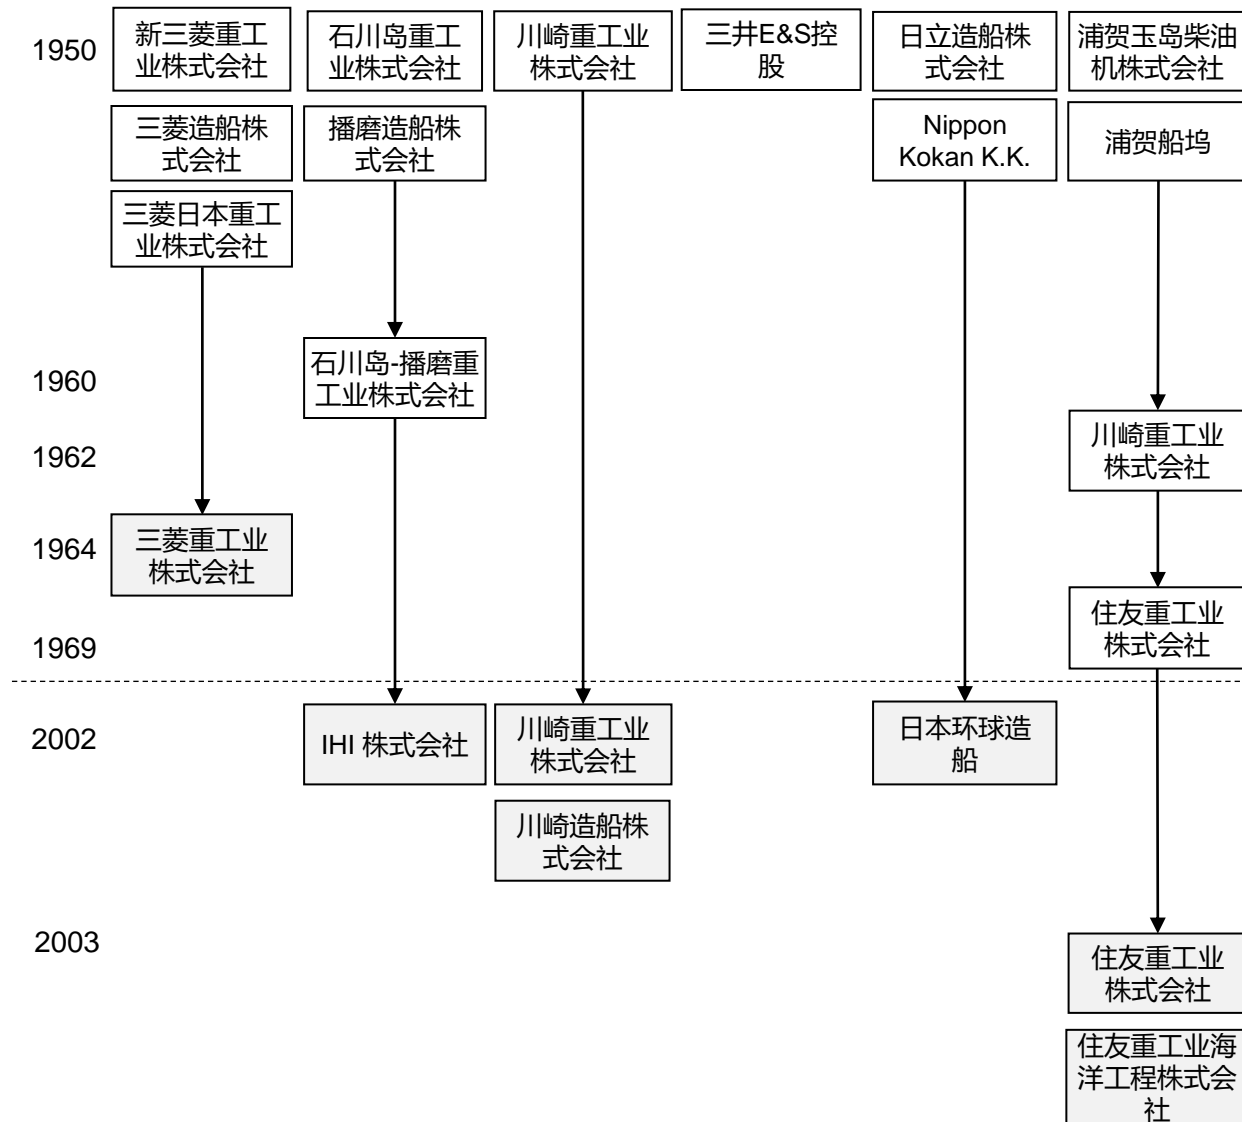 1950
新三菱重工
业株式会社
石川岛重工
业株式会社
川崎重工业
株式会社
三井E&S控
股
日立造船株
式会社
浦贺玉岛柴油
机株式会社
三菱造船株
式会社
播磨造船株
式会社
Nippon
Kokan K.K.
浦贺船坞
三菱日本重工
业株式会社
1960
石川岛-播磨重
工业株式会社
1962
川崎重工业
株式会社
1964
三菱重工业
株式会社
1969
住友重工业
株式会社
2002
IHI 株式会社
川崎重工业
株式会社
日本环球造
船
川崎造船株
式会社
2003
住友重工业
株式会社
住友重工业海
洋工程株式会
社